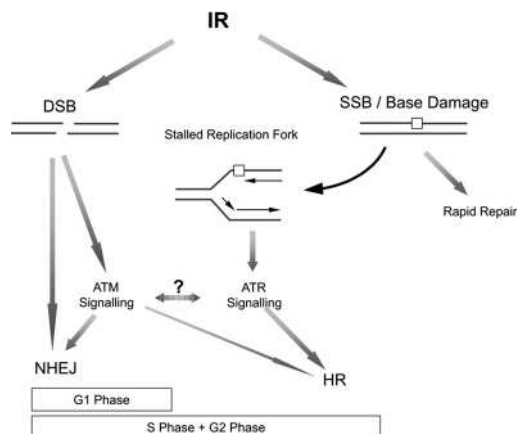 IR
DSB
SSB / Base Damage
Stalled Replication Fork
Rapid Repair
ATM
Signalling
?
ATR
Signalling
NHEJ
HR
G1 Phase
S Phase + G2 Phase